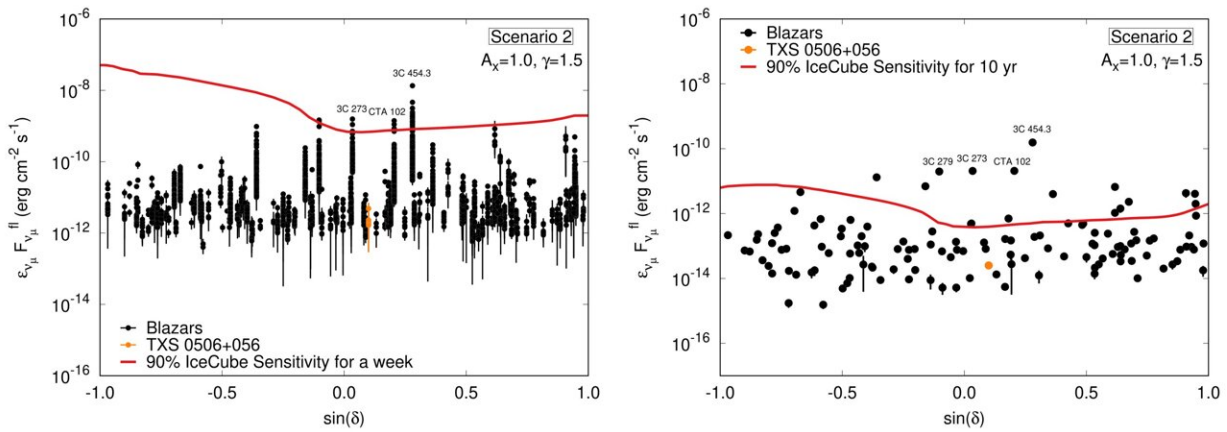 10⁻⁶
10⁻⁸
10⁻¹⁰
10⁻¹²
10⁻¹⁴
10⁻¹⁶
ε_νμ F_νμ^fl (erg cm⁻² s⁻¹)
Scenario 2
Aₓ=1.0, γ=1.5
3C 454.3
3C 273
CTA 102
Blazars
TXS 0506+056
90% IceCube Sensitivity for a week
-1.0 -0.5 0.0 0.5 1.0
sin(δ)
10⁻⁶
10⁻⁸
10⁻¹⁰
10⁻¹²
10⁻¹⁴
10⁻¹⁶
ε_νμ F_νμ^fl (erg cm⁻² s⁻¹)
Blazars
TXS 0506+056
90% IceCube Sensitivity for 10 yr
Scenario 2
Aₓ=1.0, γ=1.5
3C 454.3
3C 279
3C 273
CTA 102
-1.0 -0.5 0.0 0.5 1.0
sin(δ)